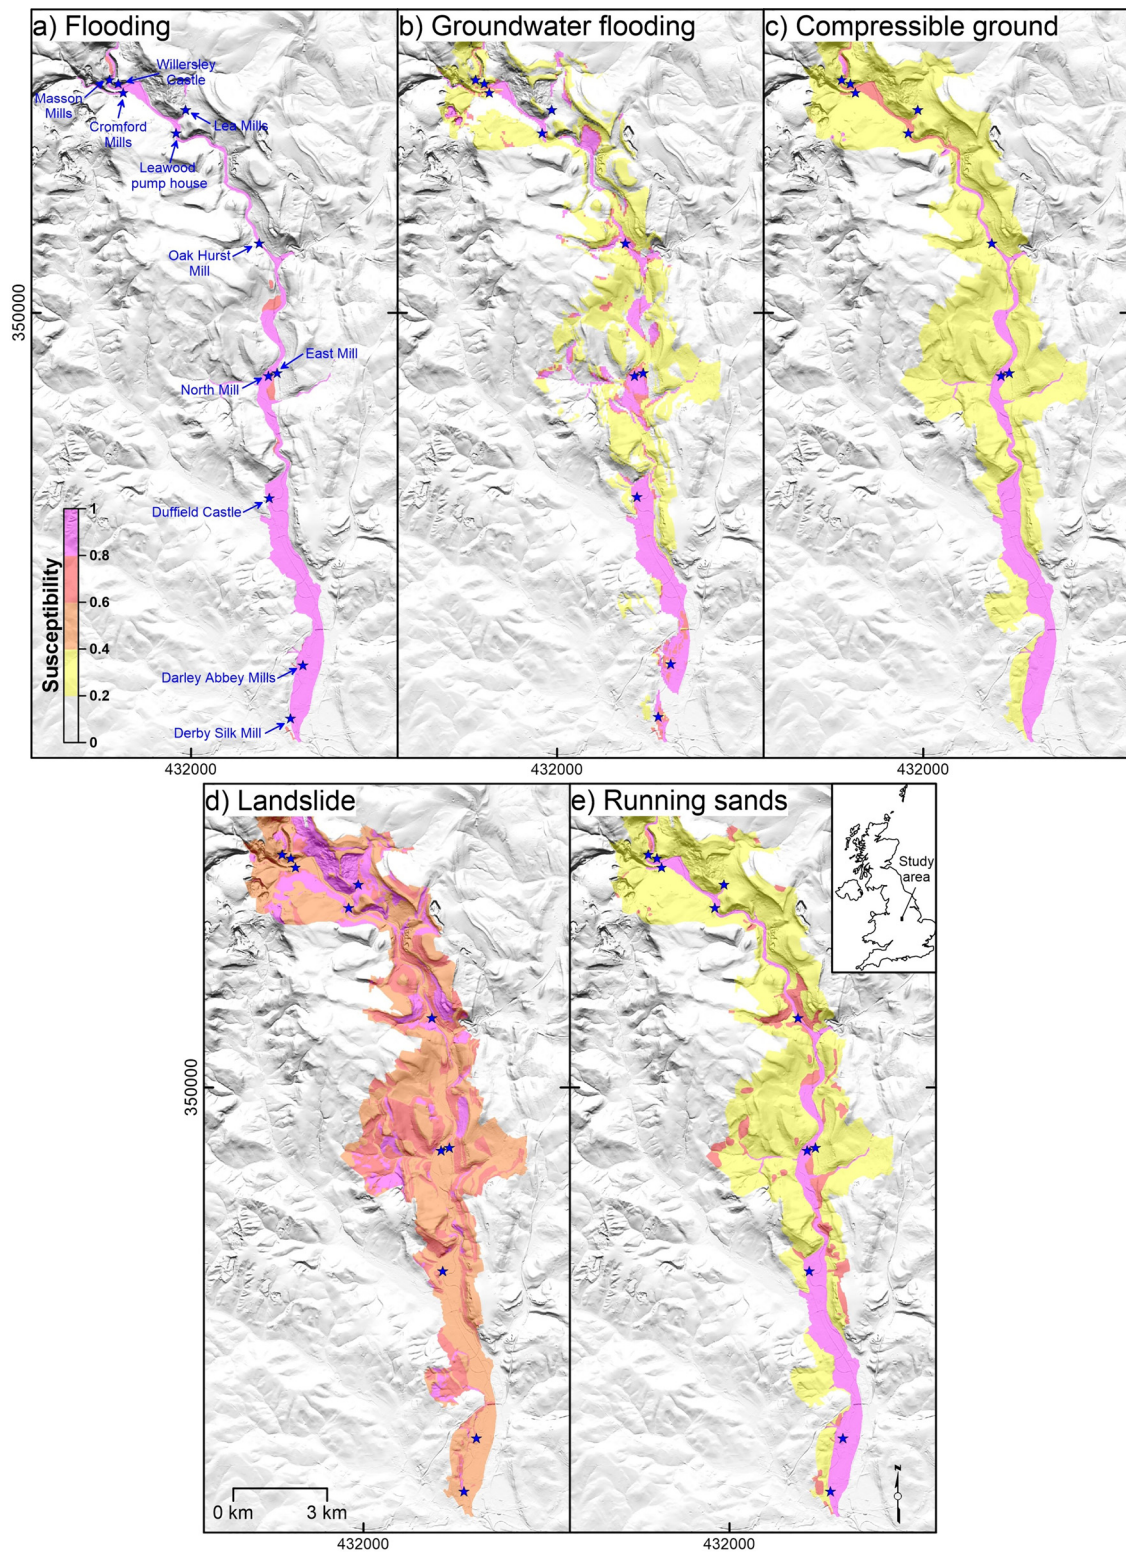 a) Flooding
b) Groundwater flooding
c) Compressible ground
Willersley
Castle
Masson
Mills
Cromford
Mills
Lea Mills
Leawood
pump house
Oak Hurst
Mill
350000
East Mill
North Mill
Duffield Castle
Susceptibility
1
0.8
0.6
0.4
0.2
0
Darley Abbey Mills
Derby Silk Mill
432000
432000
432000
d) Landslide
e) Running sands
Study
area
350000
0 km
3 km
N
432000
432000